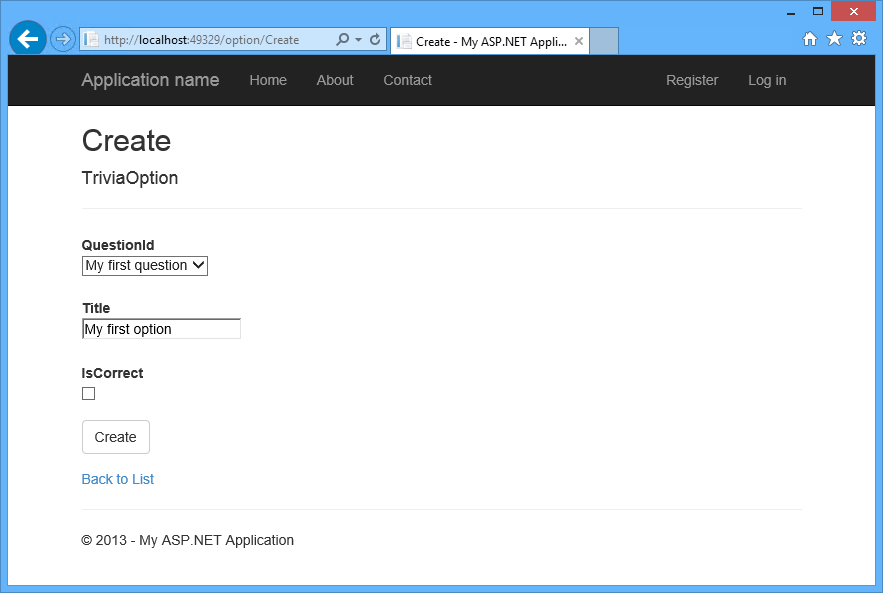 http://localhost:49329/option/Create
Create - My ASP.NET Appli...
Application name Home About Contact Register Log in
Create
TriviaOption
QuestionId
My first question
Title
My first option
IsCorrect
Create
Back to List
© 2013 - My ASP.NET Application